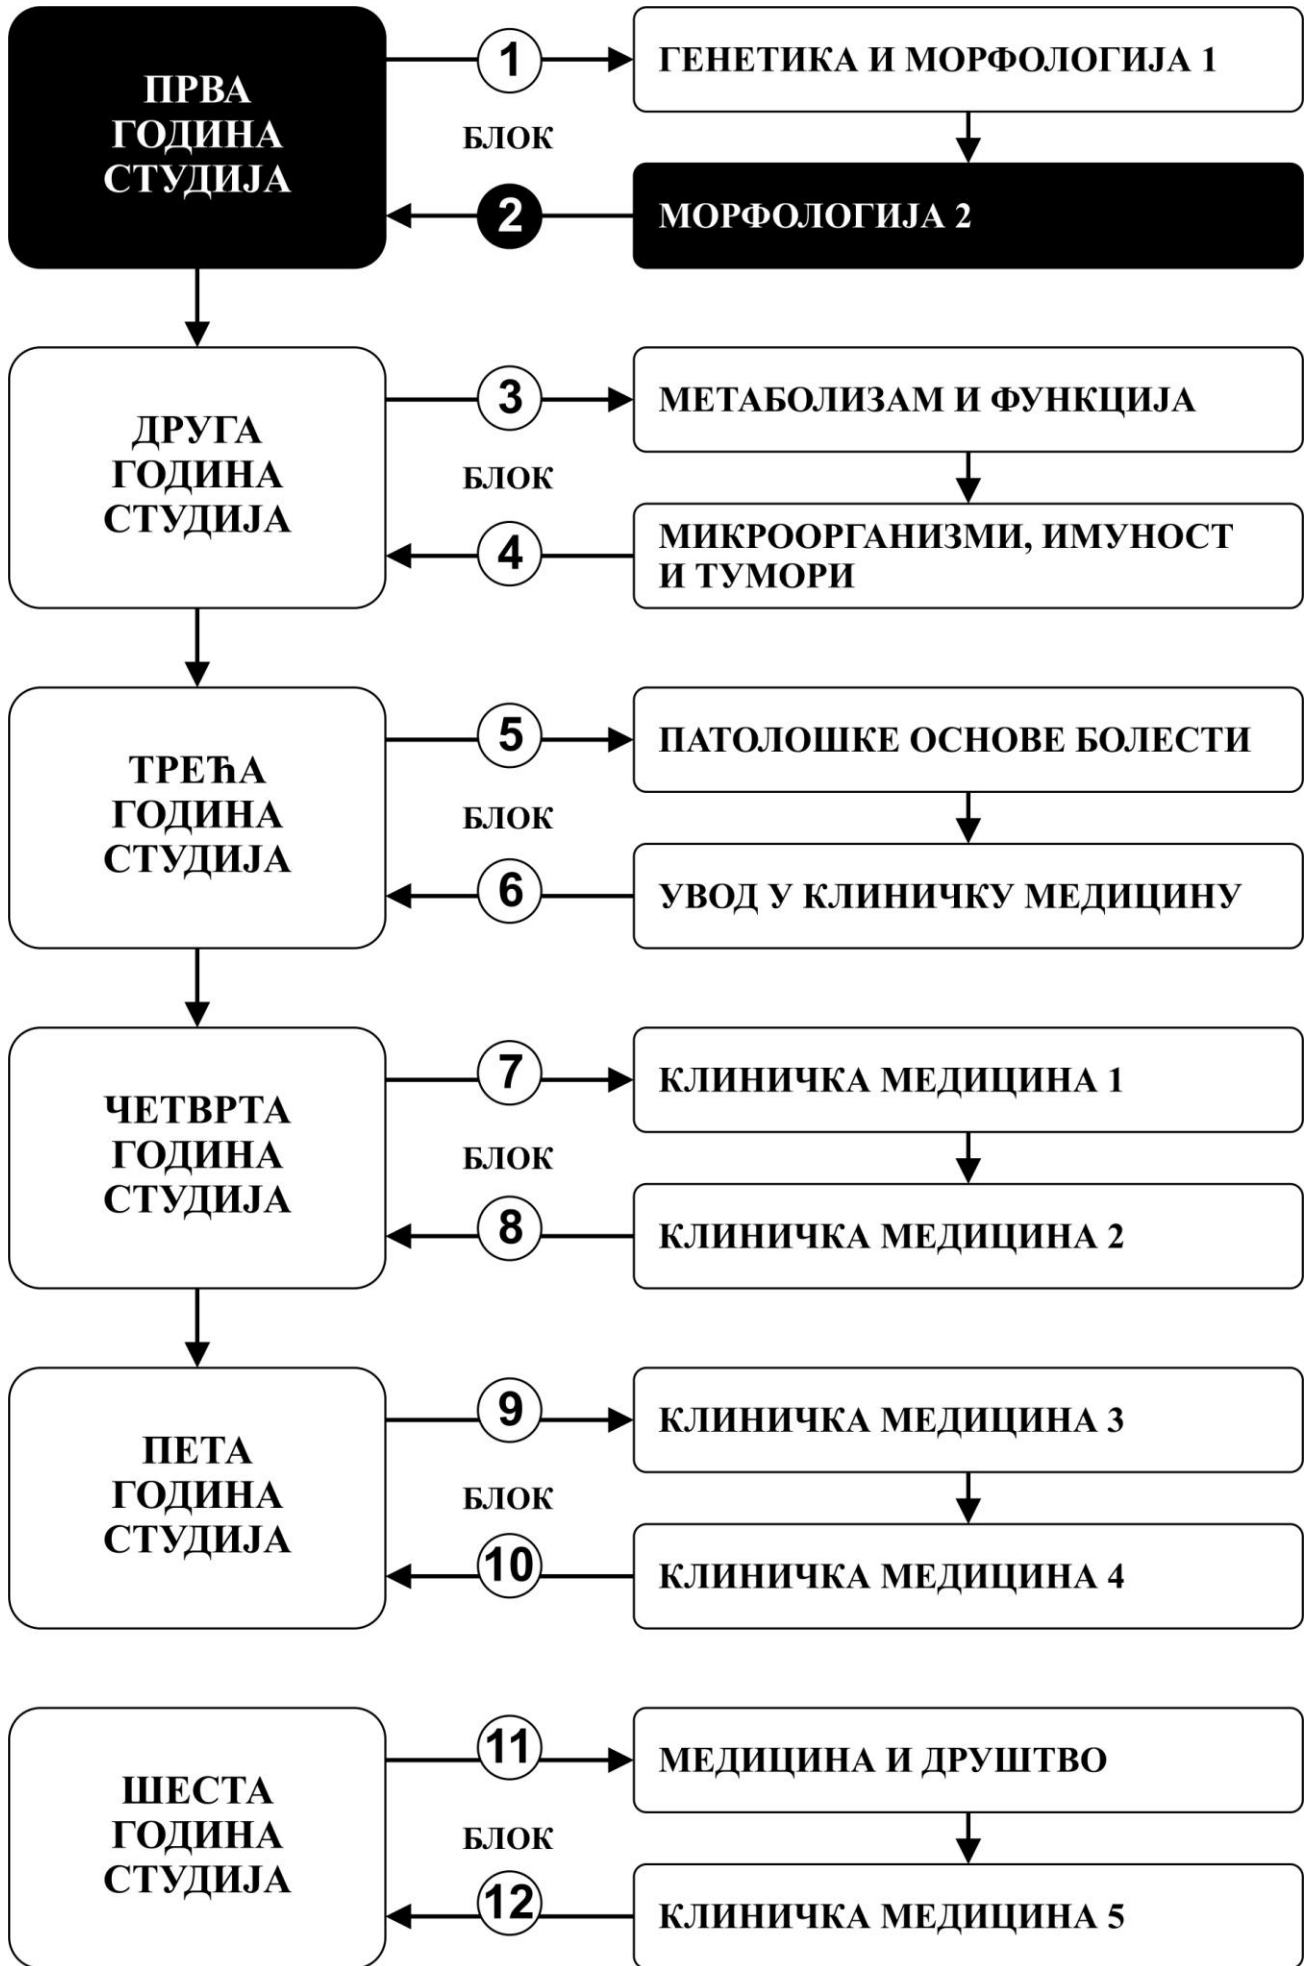 ПРВА
ГОДИНА
СТУДИЈА
1
БЛОК
2
ГЕНЕТИКА И МОРФОЛОГИЈА 1
МОРФОЛОГИЈА 2
ДРУГА
ГОДИНА
СТУДИЈА
3
БЛОК
4
МЕТАБОЛИЗАМ И ФУНКЦИЈА
МИКРООРГАНИЗМИ, ИМУНОСТ
И ТУМОРИ
ТРЕЋА
ГОДИНА
СТУДИЈА
5
БЛОК
6
ПАТОЛОШКЕ ОСНОВЕ БОЛЕСТИ
УВОД У КЛИНИЧКУ МЕДИЦИНУ
ЧЕТВРТА
ГОДИНА
СТУДИЈА
7
БЛОК
8
КЛИНИЧКА МЕДИЦИНА 1
КЛИНИЧКА МЕДИЦИНА 2
ПЕТА
ГОДИНА
СТУДИЈА
9
БЛОК
10
КЛИНИЧКА МЕДИЦИНА 3
КЛИНИЧКА МЕДИЦИНА 4
ШЕСТА
ГОДИНА
СТУДИЈА
11
БЛОК
12
МЕДИЦИНА И ДРУШТВО
КЛИНИЧКА МЕДИЦИНА 5